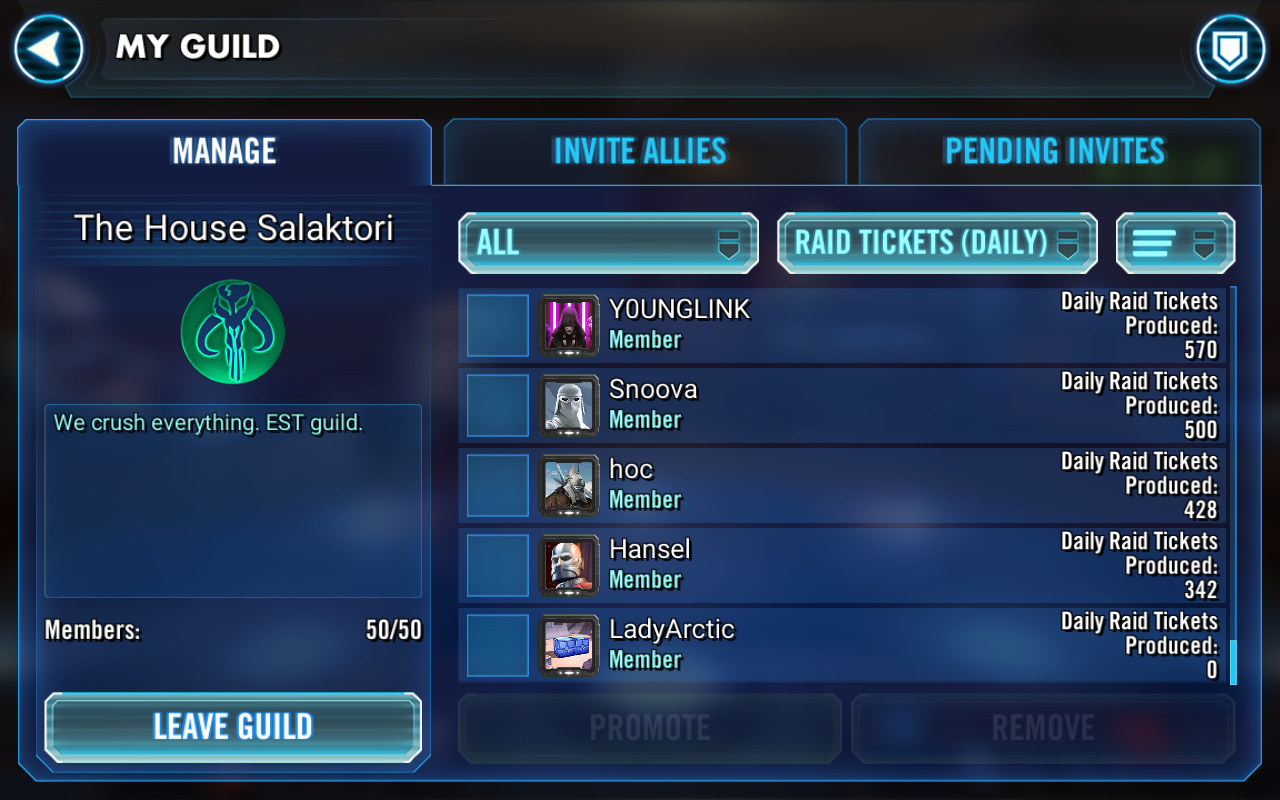 MY GUILD
MANAGE
INVITE ALLIES
PENDING INVITES
The House Salaktori
We crush everything. EST guild.
Members: 50/50
LEAVE GUILD
ALL
RAID TICKETS (DAILY)
Y0UNGLINK
Member
Daily Raid Tickets
Produced:
570
Snoova
Member
Daily Raid Tickets
Produced:
500
hoc
Member
Daily Raid Tickets
Produced:
428
Hansel
Member
Daily Raid Tickets
Produced:
342
LadyArctic
Member
Daily Raid Tickets
Produced:
0
PROMOTE
REMOVE